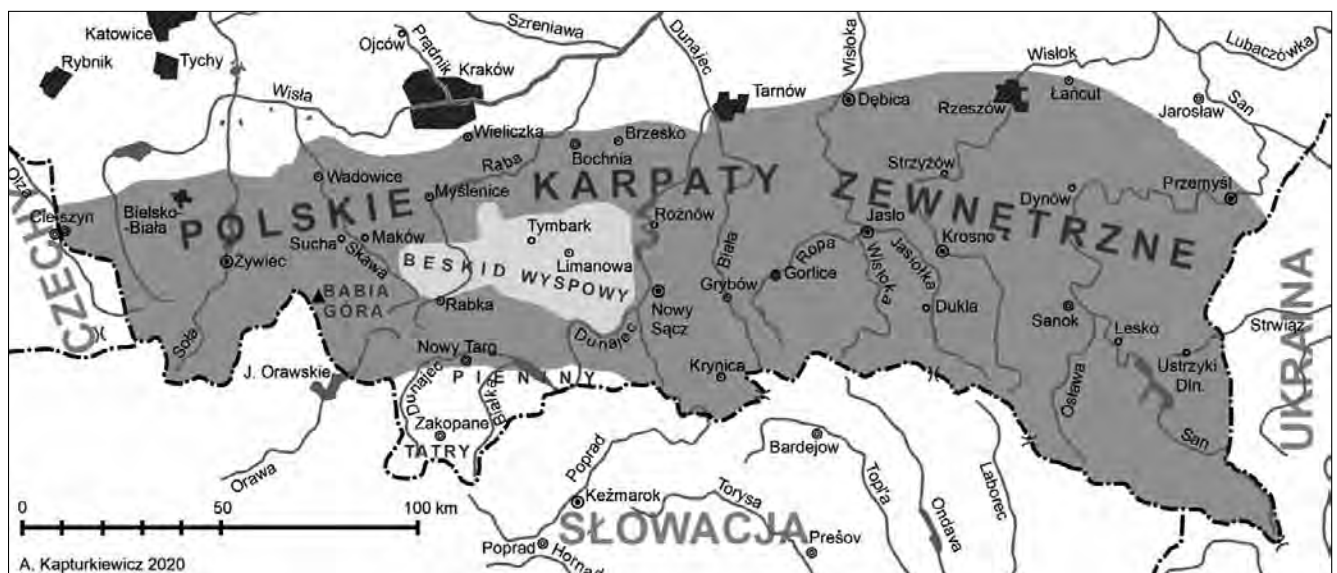 Katowice
Rybnik
Tychy
Ojców
Prądnik
Szreniawa
Kraków
Dunajec
Wisłoka
Wisłok
Lubaczówka
Wisła
Tarnów
Dębica
Rzeszów
Łańcut
Jarosław
San
Wieliczka
Raba
Bochnia
Brzesko
Olza
Cieszyn
Bielsko-
-Biała
Wadowice
Myślenice
Strzyżów
Dynów
Przemyśl
POLSKIE KARPATY ZEWNĘTRZNE
Sucha
Maków
Skawa
Tymbark
Limanowa
BESKID WYSPOWY
Rożnów
Biała
Jasło
Ropa
Wisłoka
Jasiołka
Krosno
Żywiec
Gorlice
Grybów
CZECHY
BABIA
GÓRA
Rabka
Nowy
Sącz
Dunajec
Dukla
Sanok
Lesko
Ustrzyki
Dln.
Strwiąż
UKRAINA
Soła
J. Orawskie
Nowy Targ
PIENINY
Krynica
Dunajec
Białka
Osława
San
Zakopane
TATRY
Orawa
Poprad
Bardejow
Topl'a
Ondava
Laborec
Kežmarok
Torysa
SŁOWACJA
Poprad
Hornad
Prešov
0 50 100 km
A. Kapturkiewicz 2020